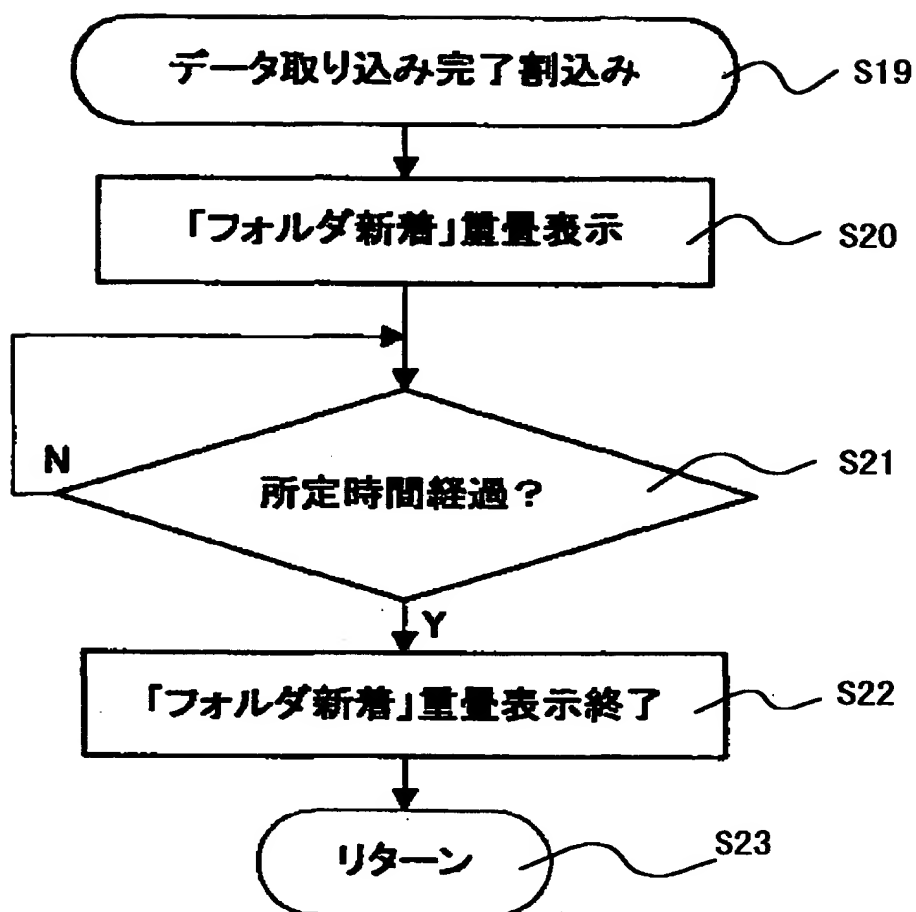 データ取り込み完了割込み
S19
「フォルダ新着」重畳表示
S20
N
所定時間経過？
S21
Y
「フォルダ新着」重畳表示終了
S22
リターン
S23